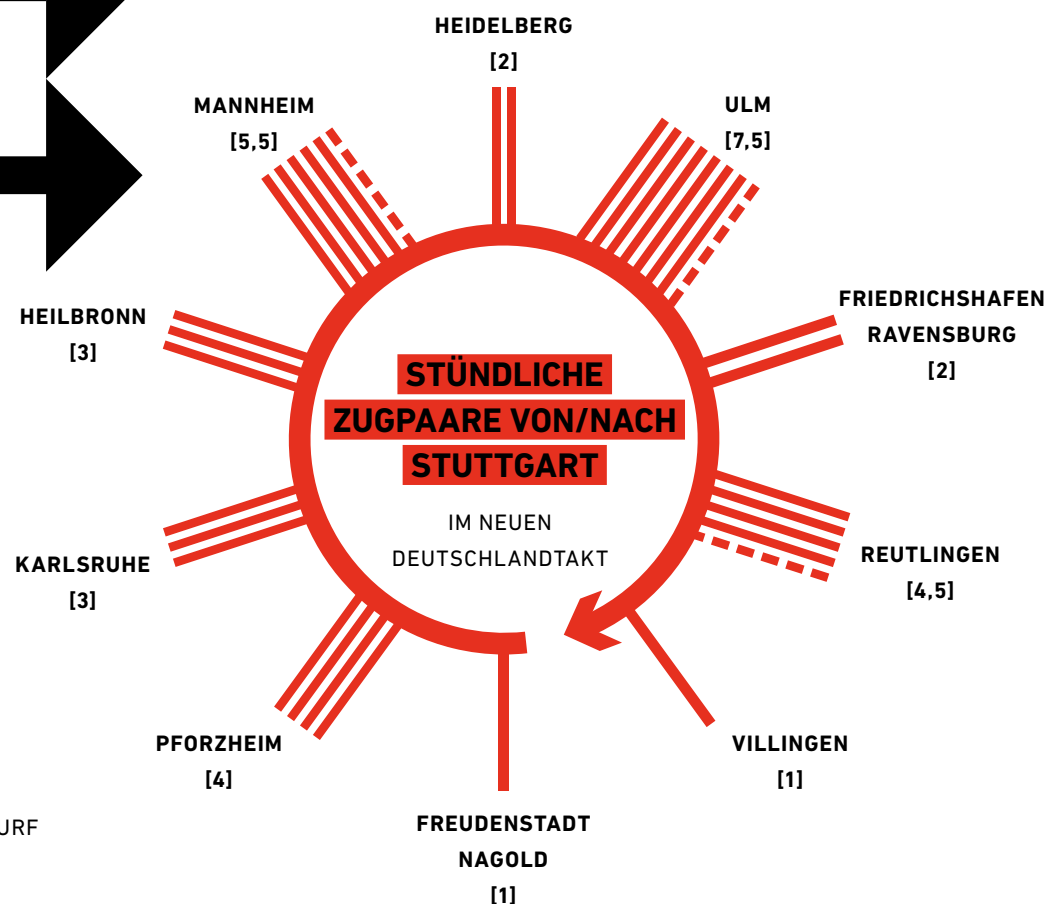 HEIDELBERG
[2]
MANNHEIM
[5,5]
ULM
[7,5]
HEILBRONN
[3]
FRIEDRICHSHAFEN
RAVENSBURG
[2]
STÜNDLICHE
ZUGPAARE VON/NACH
STUTTGART
IM NEUEN
DEUTSCHLANDTAKT
KARLSRUHE
[3]
REUTLINGEN
[4,5]
PFORZHEIM
[4]
VILLINGEN
[1]
FREUDENSTADT
NAGOLD
[1]
URF